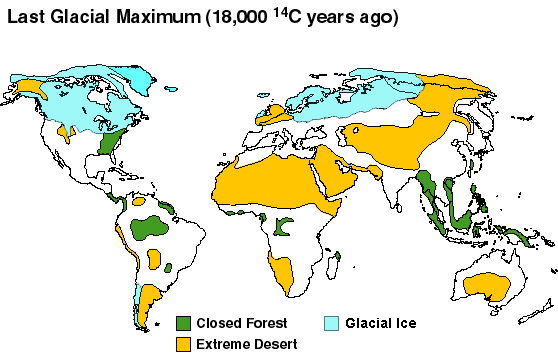 Last Glacial Maximum (18,000 ¹⁴C years ago)
Closed Forest
Glacial Ice
Extreme Desert